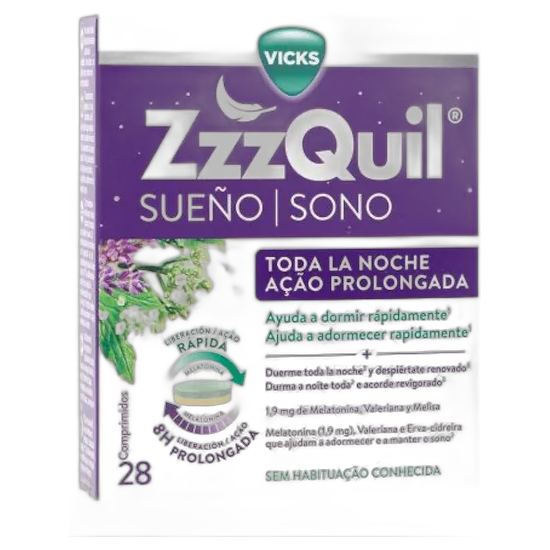 VICKS
ZzzQuil®
SUEÑO | SONO
TODA LA NOCHE
AÇÃO PROLONGADA
Ayuda a dormir rápidamente¹
Ajuda a adormecer rapidamente¹
+
Duerme toda la noche² y despiértate renovado³
Durma a noite toda² e acorde revigorado³
1,9 mg de Melatonina, Valeriana y Melisa
Melatonina (1,9 mg), Valeriana e Erva-cidreira
que ajudam a adormecer e a manter o sono²
SEM HABITUAÇÃO CONHECIDA
LIBERACIÓN / AÇÃO
RÁPIDA
MELATONINA
MELATONINA
LIBERACIÓN / AÇÃO
8H PROLONGADA
28
Comprimidos